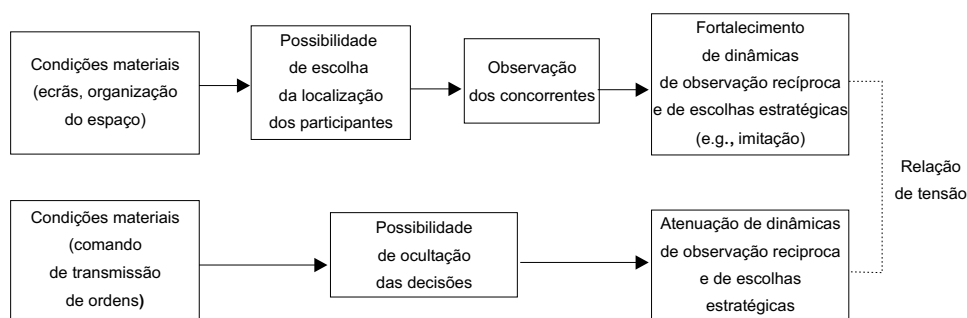 Condições materiais
(ecrãs, organização
do espaço)
Possibilidade
de escolha
da localização
dos participantes
Observação
dos concorrentes
Fortalecimento
de dinâmicas
de observação recíproca
e de escolhas estratégicas
(e.g., imitação)
Relação
de tensão
Condições materiais
(comando
de transmissão
de ordens)
Possibilidade
de ocultação
das decisões
Atenuação de dinâmicas
de observação reciproca
e de escolhas
estratégicas